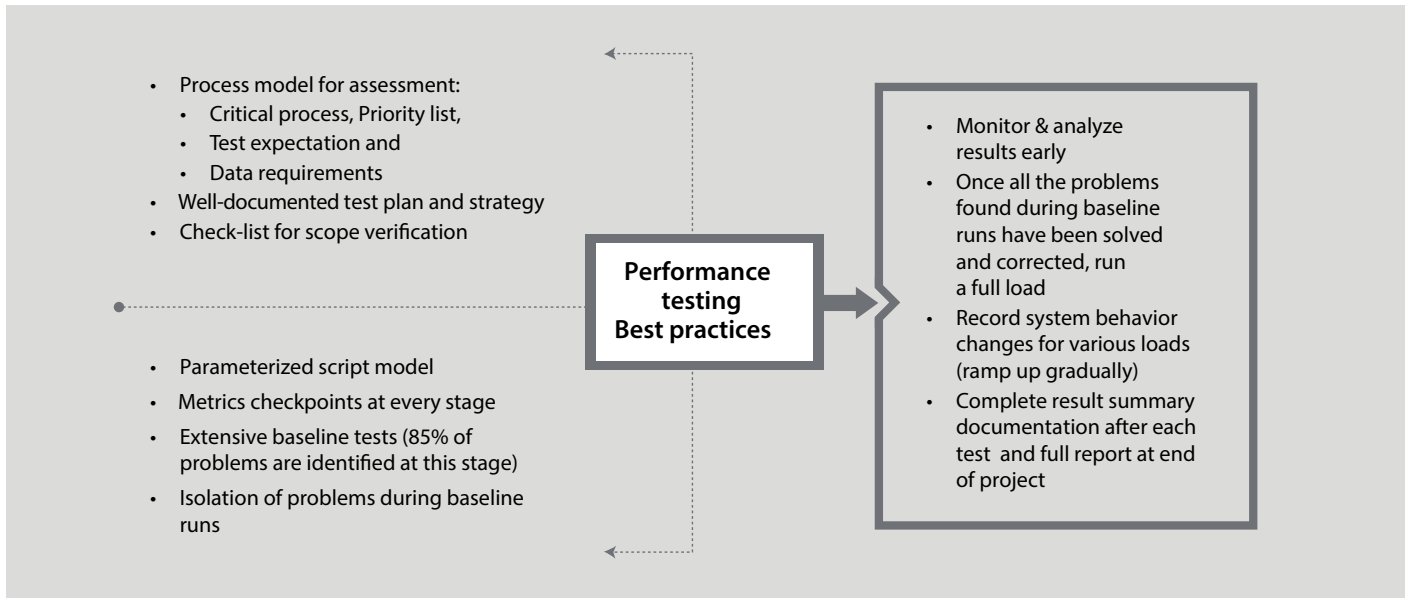 • Process model for assessment:
• Critical process, Priority list,
• Test expectation and
• Data requirements
• Well-documented test plan and strategy
• Check-list for scope verification
• Parameterized script model
• Metrics checkpoints at every stage
• Extensive baseline tests (85% of
problems are identified at this stage)
• Isolation of problems during baseline
runs
Performance
testing
Best practices
• Monitor & analyze
results early
• Once all the problems
found during baseline
runs have been solved
and corrected, run
a full load
• Record system behavior
changes for various loads
(ramp up gradually)
• Complete result summary
documentation after each
test and full report at end
of project